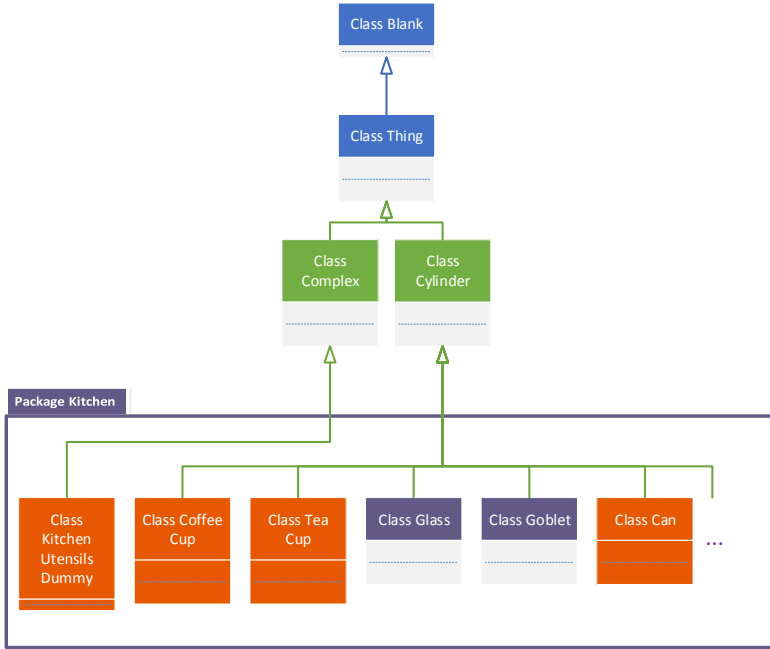 Class Blank
Class Thing
Class
Complex
Class
Cylinder
Package Kitchen
Class
Kitchen
Utensils
Dummy
Class Coffee
Cup
Class Tea
Cup
Class Glass
Class Goblet
Class Can
...